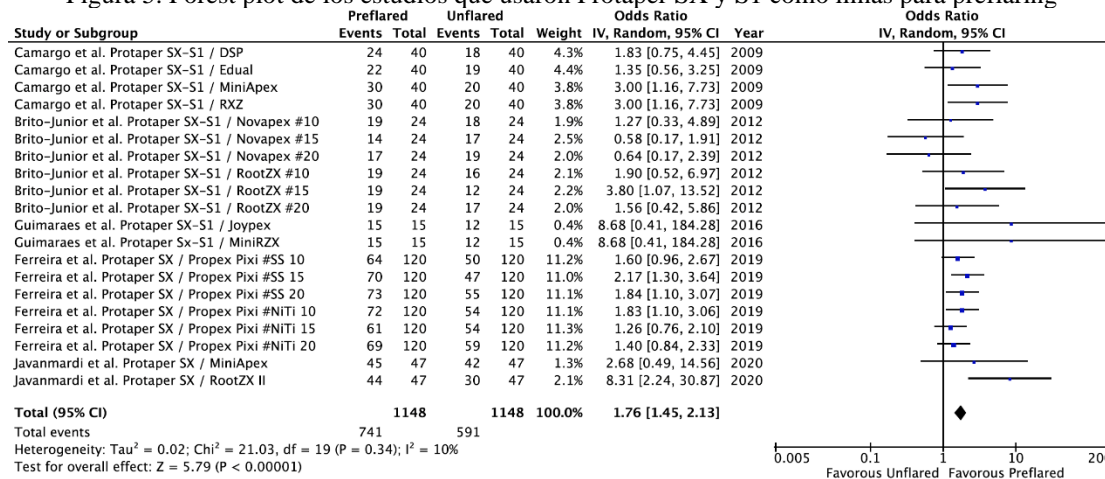 Figura 5. Forest plot de los estudios que usaron Protaper SX y S1 como limas para preflaring
Preflared Unflared Odds Ratio Odds Ratio
Study or Subgroup Events Total Events Total Weight IV, Random, 95% CI Year IV, Random, 95% CI
Camargo et al. Protaper SX-S1 / DSP 24 40 18 40 4.3% 1.83 [0.75, 4.45] 2009
Camargo et al. Protaper SX-S1 / Edual 22 40 19 40 4.4% 1.35 [0.56, 3.25] 2009
Camargo et al. Protaper SX-S1 / MiniApex 30 40 20 40 3.8% 3.00 [1.16, 7.73] 2009
Camargo et al. Protaper SX-S1 / RXZ 30 40 20 40 3.8% 3.00 [1.16, 7.73] 2009
Brito-Junior et al. Protaper SX-S1 / Novapex #10 19 24 18 24 1.9% 1.27 [0.33, 4.89] 2012
Brito-Junior et al. Protaper SX-S1 / Novapex #15 14 24 17 24 2.4% 0.58 [0.17, 1.91] 2012
Brito-Junior et al. Protaper SX-S1 / Novapex #20 17 24 19 24 2.0% 0.64 [0.17, 2.39] 2012
Brito-Junior et al. Protaper SX-S1 / RootZX #10 19 24 16 24 2.1% 1.90 [0.52, 6.97] 2012
Brito-Junior et al. Protaper SX-S1 / RootZX #15 19 24 12 24 2.2% 3.80 [1.07, 13.52] 2012
Brito-Junior et al. Protaper SX-S1 / RootZX #20 19 24 17 24 2.0% 1.56 [0.42, 5.86] 2012
Guimaraes et al. Protaper SX-S1 / Joypex 15 15 12 15 0.4% 8.68 [0.41, 184.28] 2016
Guimaraes et al. Protaper Sx-S1 / MiniRZX 15 15 12 15 0.4% 8.68 [0.41, 184.28] 2016
Ferreira et al. Protaper SX / Propex Pixi #SS 10 64 120 50 120 11.2% 1.60 [0.96, 2.67] 2019
Ferreira et al. Protaper SX / Propex Pixi #SS 15 70 120 47 120 11.0% 2.17 [1.30, 3.64] 2019
Ferreira et al. Protaper SX / Propex Pixi #SS 20 73 120 55 120 11.1% 1.84 [1.10, 3.07] 2019
Ferreira et al. Protaper SX / Propex Pixi #NiTi 10 72 120 54 120 11.1% 1.83 [1.10, 3.06] 2019
Ferreira et al. Protaper SX / Propex Pixi #NiTi 15 61 120 54 120 11.2% 1.26 [0.76, 2.10] 2019
Ferreira et al. Protaper SX / Propex Pixi #NiTi 20 69 120 59 120 11.2% 1.40 [0.84, 2.33] 2019
Javanmardi et al. Protaper SX / MiniApex 45 47 42 47 1.3% 2.68 [0.49, 14.56] 2020
Javanmardi et al. Protaper SX / RootZX II 44 47 30 47 2.1% 8.31 [2.24, 30.87] 2020
Total (95% CI) 1148 1148 100.0% 1.76 [1.45, 2.13]
Total events 741 591
Heterogeneity: Tau² = 0.02; Chi² = 21.03, df = 19 (P = 0.34); I² = 10%
Test for overall effect: Z = 5.79 (P < 0.00001)
0.005 0.1 1 10 200
Favorous Unflared Favorous Preflared